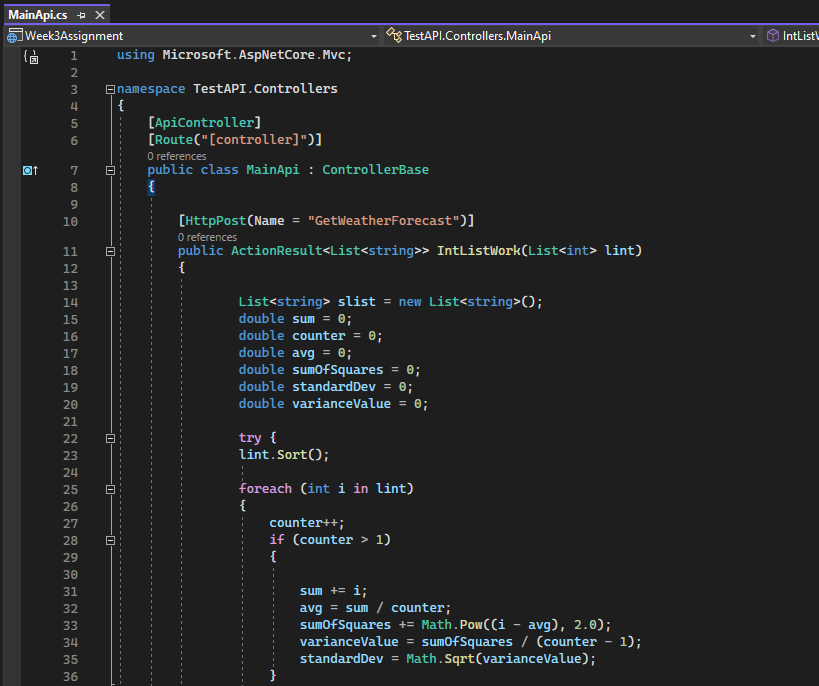 MainApi.cs
Week3Assignment TestAPI.Controllers.MainApi
1 using Microsoft.AspNetCore.Mvc;
2
3 namespace TestAPI.Controllers
4 {
5 [ApiController]
6 [Route("[controller]")]
0 references
7 public class MainApi : ControllerBase
8 {
9
10 [HttpPost(Name = "GetWeatherForecast")]
0 references
11 public ActionResult<List<string>> IntListWork(List<int> lint)
12 {
13
14 List<string> slist = new List<string>();
15 double sum = 0;
16 double counter = 0;
17 double avg = 0;
18 double sumOfSquares = 0;
19 double standardDev = 0;
20 double varianceValue = 0;
21
22 try {
23 lint.Sort();
24
25 foreach (int i in lint)
26 {
27 counter++;
28 if (counter > 1)
29 {
30
31 sum += i;
32 avg = sum / counter;
33 sumOfSquares += Math.Pow((i - avg), 2.0);
34 varianceValue = sumOfSquares / (counter - 1);
35 standardDev = Math.Sqrt(varianceValue);
36 }